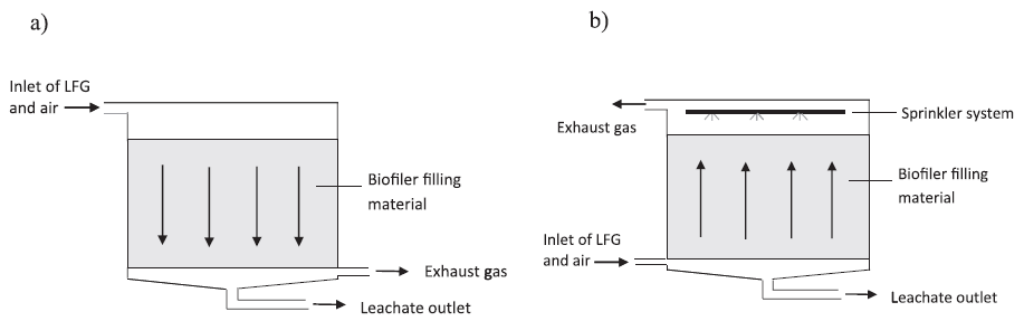 a)
Inlet of LFG
and air
Biofiler filling
material
Exhaust gas
Leachate outlet
b)
Exhaust gas
Sprinkler system
Biofiler filling
material
Inlet of LFG
and air
Leachate outlet